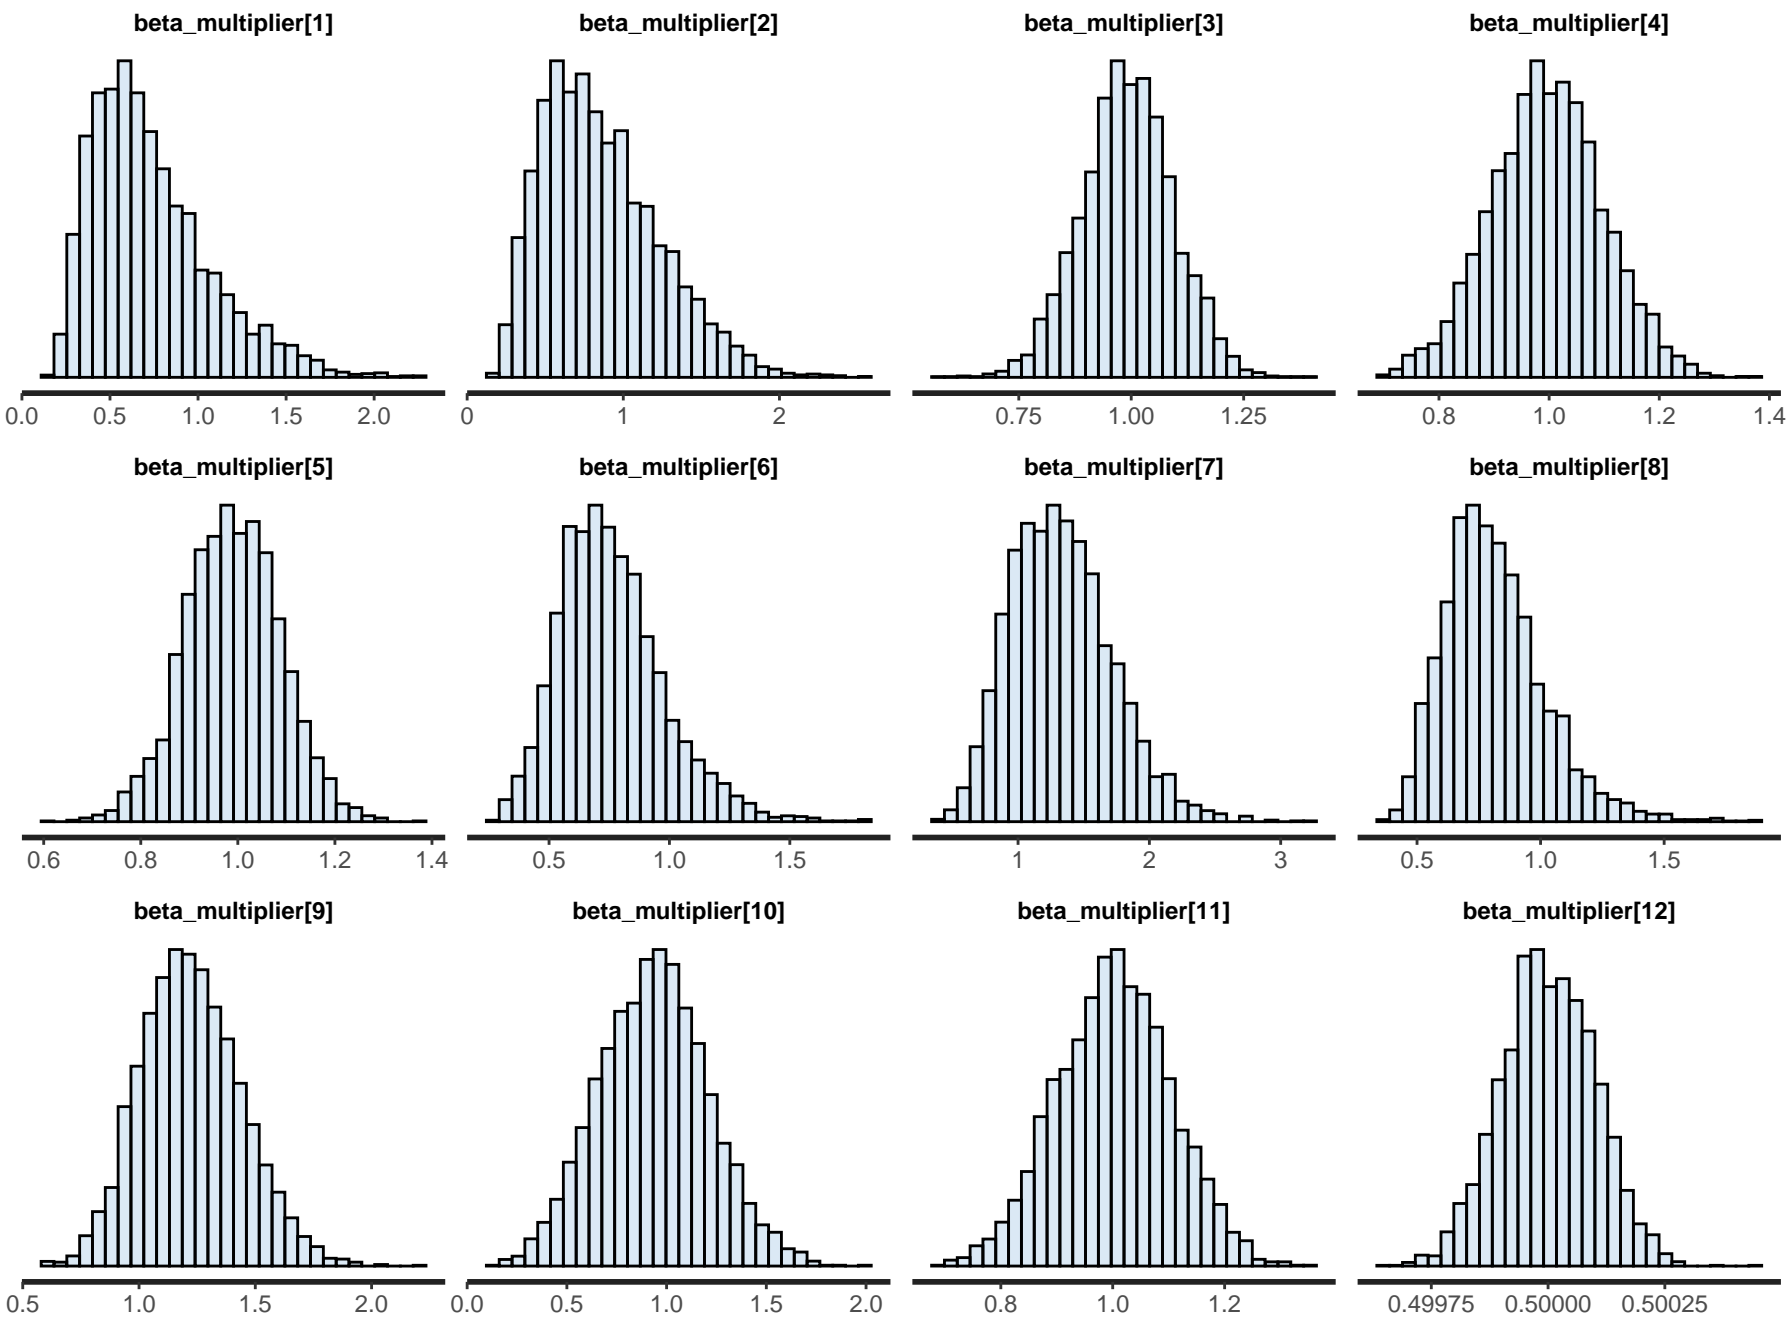 beta_multiplier[1] beta_multiplier[2] beta_multiplier[3] beta_multiplier[4]
0.0 0.5 1.0 1.5 2.0 0 1 2 0.75 1.00 1.25 0.8 1.0 1.2 1.4
beta_multiplier[5] beta_multiplier[6] beta_multiplier[7] beta_multiplier[8]
0.6 0.8 1.0 1.2 1.4 0.5 1.0 1.5 1 2 3 0.5 1.0 1.5
beta_multiplier[9] beta_multiplier[10] beta_multiplier[11] beta_multiplier[12]
0.5 1.0 1.5 2.0 0.0 0.5 1.0 1.5 2.0 0.8 1.0 1.2 0.49975 0.50000 0.50025